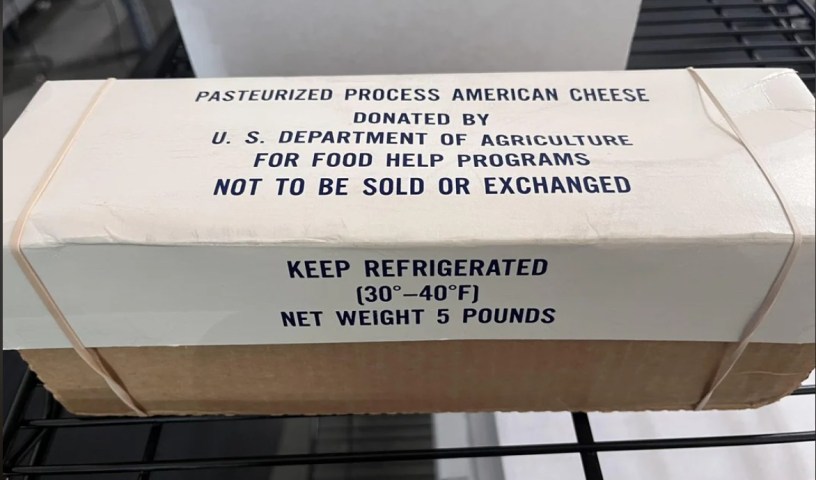 PASTEURIZED PROCESS AMERICAN CHEESE
DONATED BY
U. S. DEPARTMENT OF AGRICULTURE
FOR FOOD HELP PROGRAMS
NOT TO BE SOLD OR EXCHANGED
KEEP REFRIGERATED
(30°–40°F)
NET WEIGHT 5 POUNDS